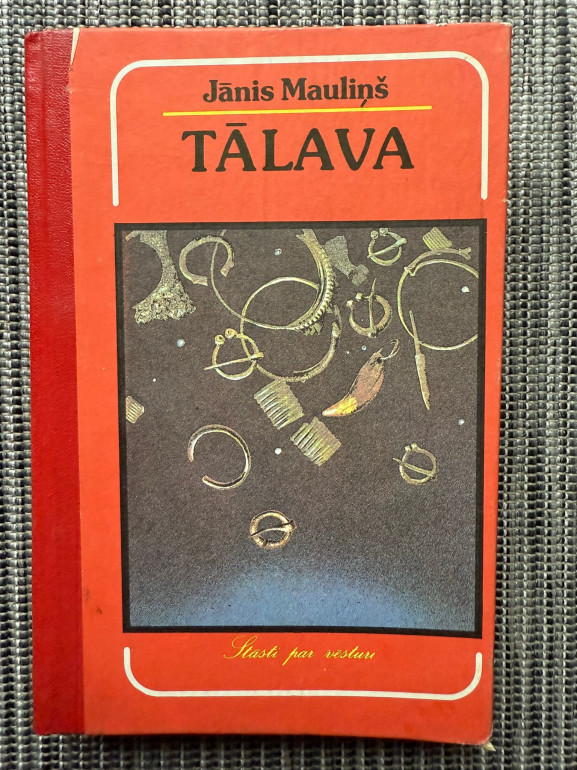 Jānis Mauliņš
TĀLAVA
Stāsti par vēsturi